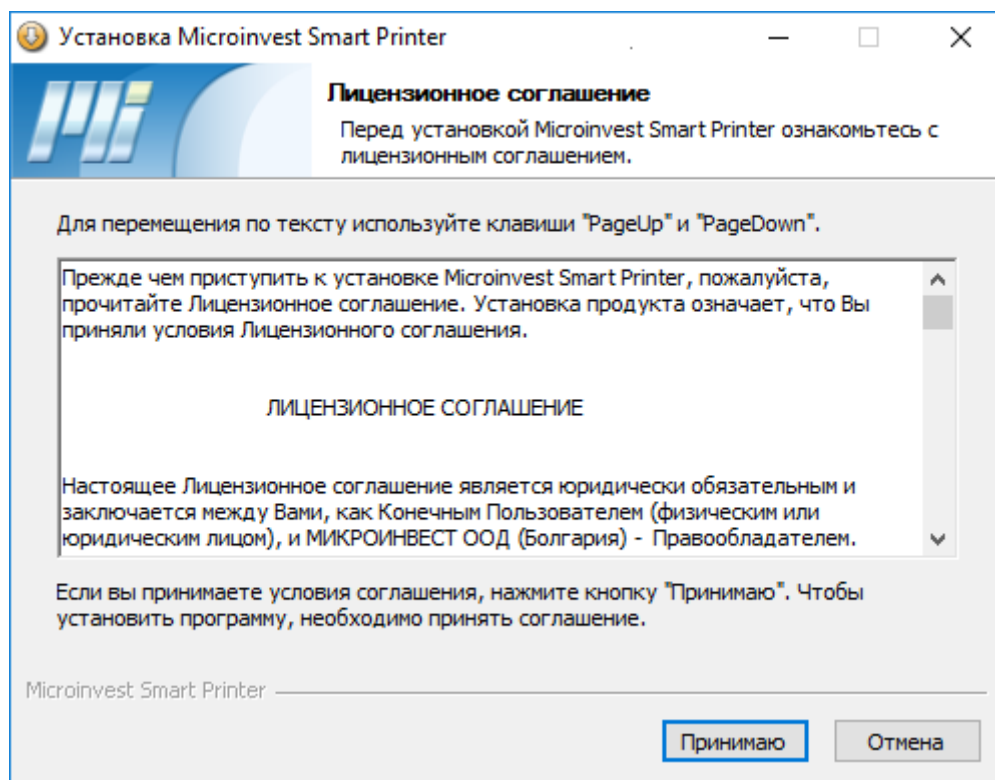 Установка Microinvest Smart Printer
Лицензионное соглашение
Перед установкой Microinvest Smart Printer ознакомьтесь с
лицензионным соглашением.
Для перемещения по тексту используйте клавиши "PageUp" и "PageDown".
Прежде чем приступить к установке Microinvest Smart Printer, пожалуйста,
прочитайте Лицензионное соглашение. Установка продукта означает, что Вы
приняли условия Лицензионного соглашения.
ЛИЦЕНЗИОННОЕ СОГЛАШЕНИЕ
Настоящее Лицензионное соглашение является юридически обязательным и
заключается между Вами, как Конечным Пользователем (физическим или
юридическим лицом), и МИКРОИНВЕСТ ООД (Болгария) - Правообладателем.
Если вы принимаете условия соглашения, нажмите кнопку "Принимаю". Чтобы
установить программу, необходимо принять соглашение.
Microinvest Smart Printer
Принимаю
Отмена